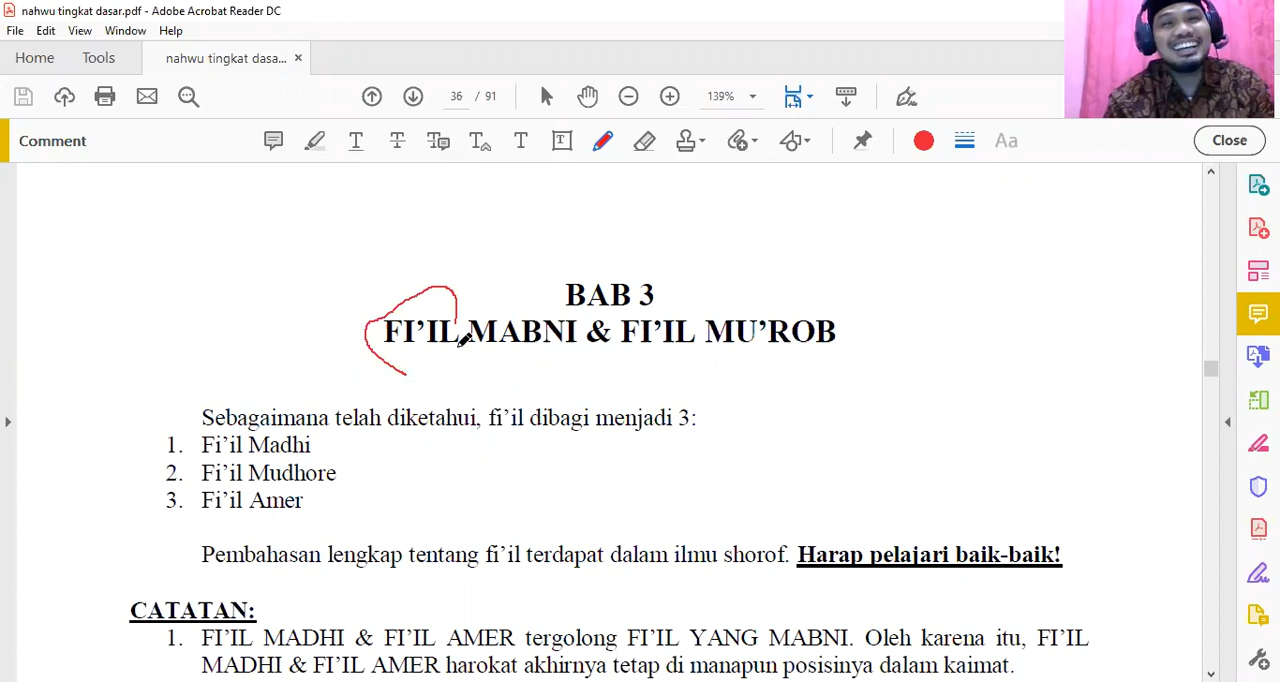 nahwu tingkat dasar.pdf - Adobe Acrobat Reader DC
File Edit View Window Help
Home Tools nahwu tingkat dasa... ×
36 / 91 139%
Comment Aa Close
BAB 3
FI’IL MABNI & FI’IL MU’ROB
Sebagaimana telah diketahui, fi’il dibagi menjadi 3:
1. Fi’il Madhi
2. Fi’il Mudhore
3. Fi’il Amer
Pembahasan lengkap tentang fi’il terdapat dalam ilmu shorof. Harap pelajari baik-baik!
CATATAN:
1. FI’IL MADHI & FI’IL AMER tergolong FI’IL YANG MABNI. Oleh karena itu, FI’IL
MADHI & FI’IL AMER harokat akhirnya tetap di manapun posisinya dalam kaimat.